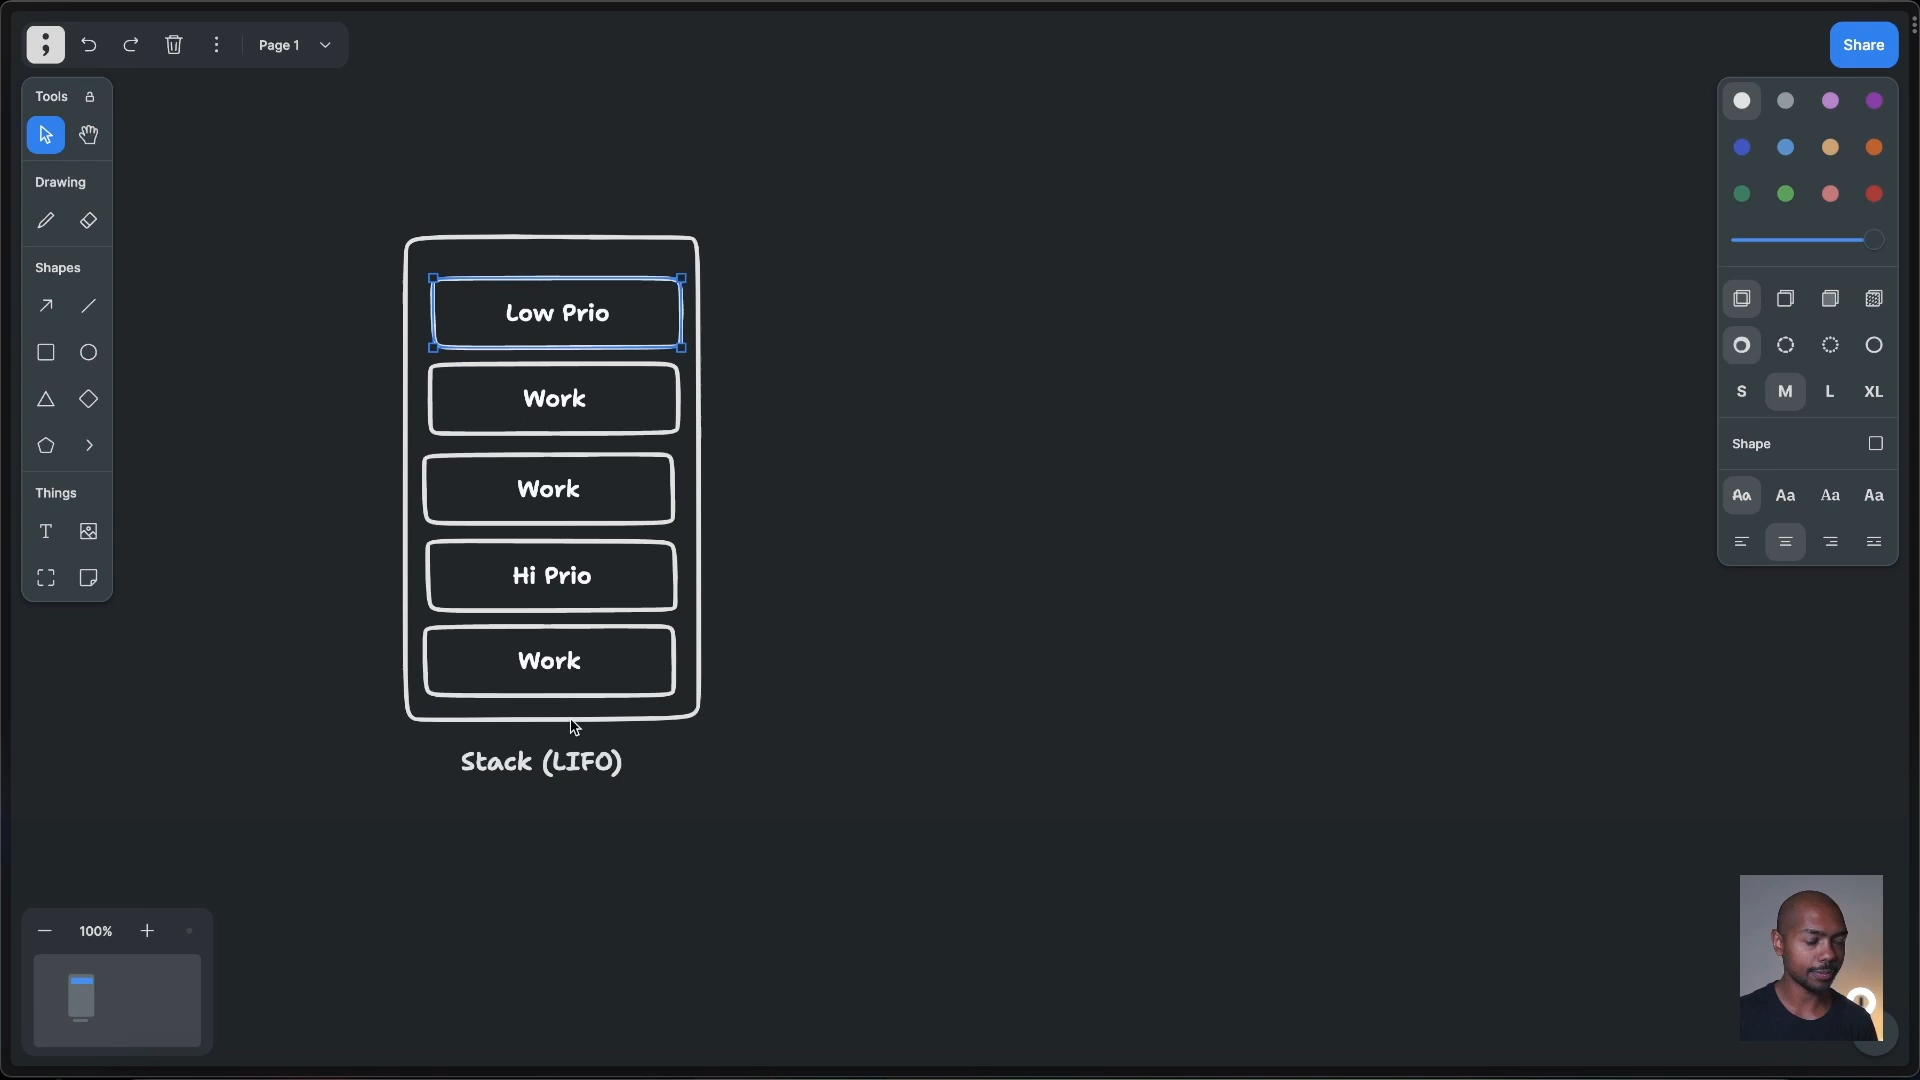 Page 1
Share
Tools
Drawing
Shapes
Things
T
Low Prio
Work
Work
Hi Prio
Work
Stack (LIFO)
S M L XL
Shape
Aa Aa Aa Aa
100%